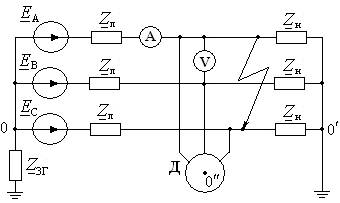 E_A Z_л A Z_н
V
E_B Z_л Z_н
E_C Z_л Z_н
0 0'
Z_ЗГ Д 0''